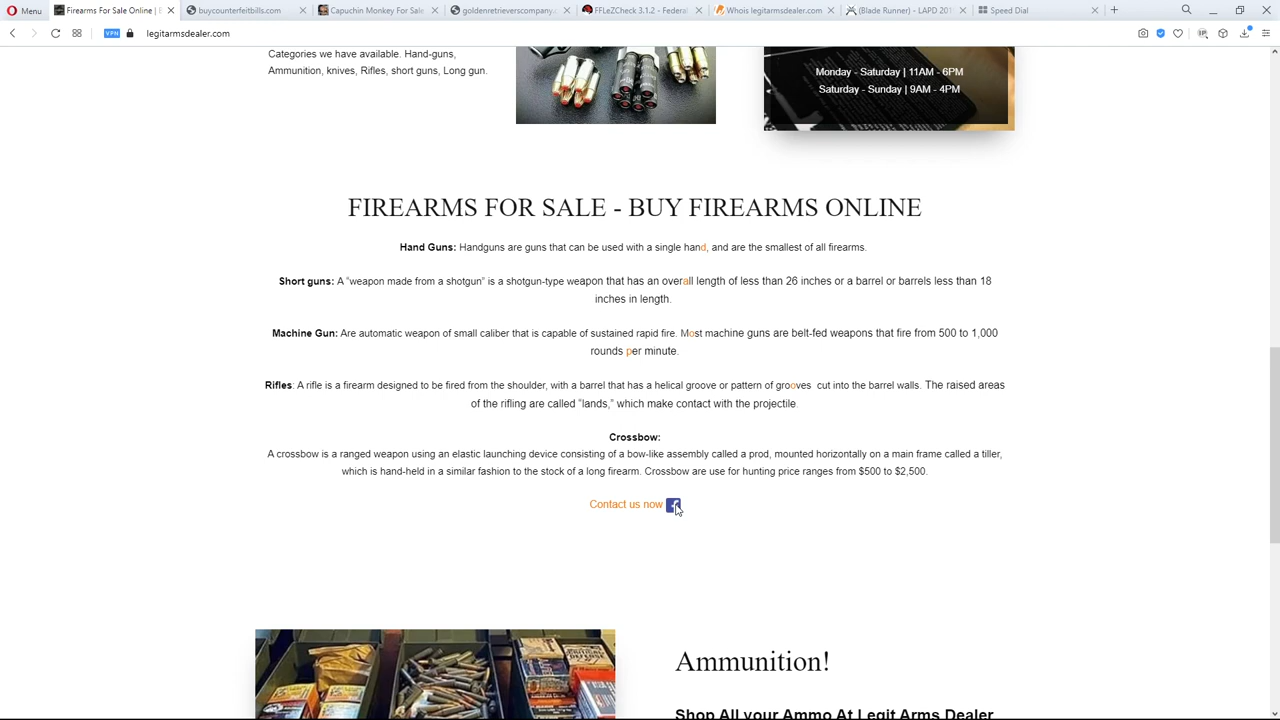 Menu
Firearms For Sale Online | B
buycounterfeitbills.com
Capuchin Monkey For Sale
goldenretrieverscompany.
FFLeZCheck 3.1.2 - Federal
Whois legitarmsdealer.com
(Blade Runner) – LAPD 201
Speed Dial
VPN
legitarmsdealer.com
Categories we have available. Hand-guns,
Ammunition, knives, Rifles, short guns, Long gun.
Monday - Saturday | 11AM - 6PM
Saturday - Sunday | 9AM - 4PM
FIREARMS FOR SALE - BUY FIREARMS ONLINE
Hand Guns: Handguns are guns that can be used with a single hand, and are the smallest of all firearms.
Short guns: A “weapon made from a shotgun” is a shotgun-type weapon that has an overall length of less than 26 inches or a barrel or barrels less than 18
inches in length.
Machine Gun: Are automatic weapon of small caliber that is capable of sustained rapid fire. Most machine guns are belt-fed weapons that fire from 500 to 1,000
rounds per minute.
Rifles: A rifle is a firearm designed to be fired from the shoulder, with a barrel that has a helical groove or pattern of grooves cut into the barrel walls. The raised areas
of the rifling are called “lands,” which make contact with the projectile.
Crossbow:
A crossbow is a ranged weapon using an elastic launching device consisting of a bow-like assembly called a prod, mounted horizontally on a main frame called a tiller,
which is hand-held in a similar fashion to the stock of a long firearm. Crossbow are use for hunting price ranges from $500 to $2,500.
Contact us now
Ammunition!
Shop All your Ammo At Legit Arms Dealer